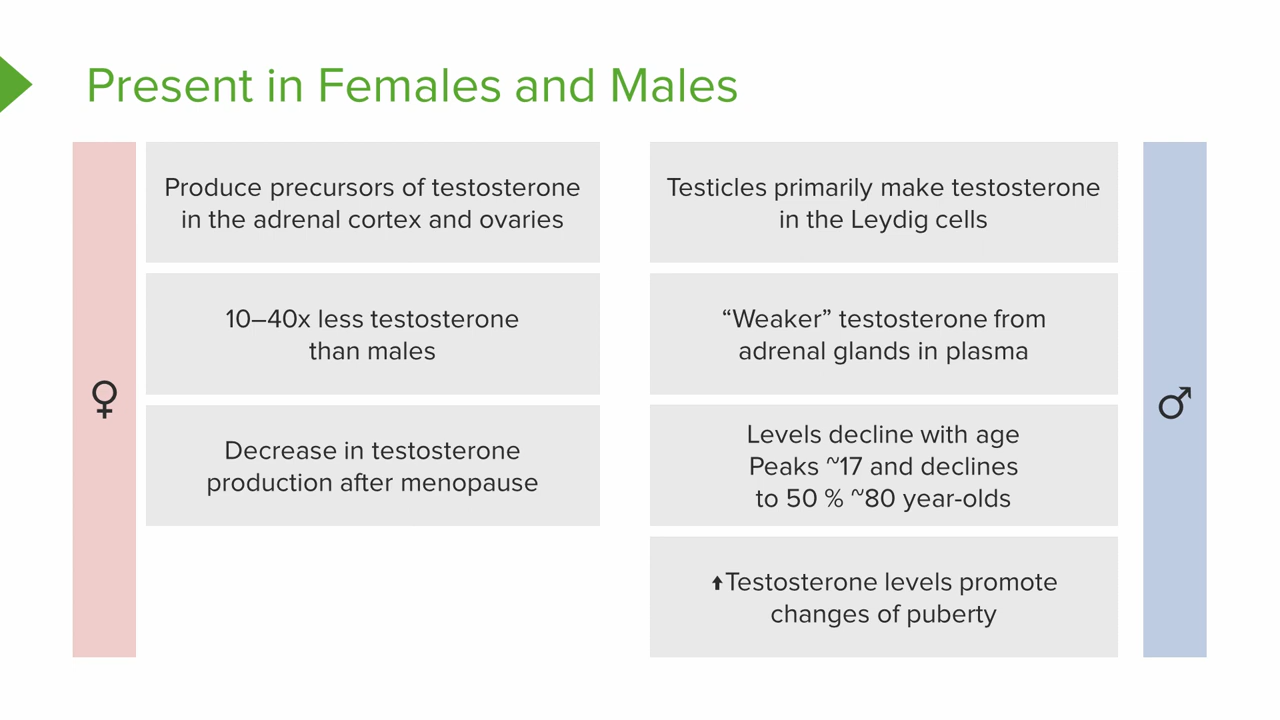 Present in Females and Males
♀
Produce precursors of testosterone
in the adrenal cortex and ovaries
10–40x less testosterone
than males
Decrease in testosterone
production after menopause
Testicles primarily make testosterone
in the Leydig cells
“Weaker” testosterone from
adrenal glands in plasma
Levels decline with age
Peaks ~17 and declines
to 50 % ~80 year-olds
⬆Testosterone levels promote
changes of puberty
♂